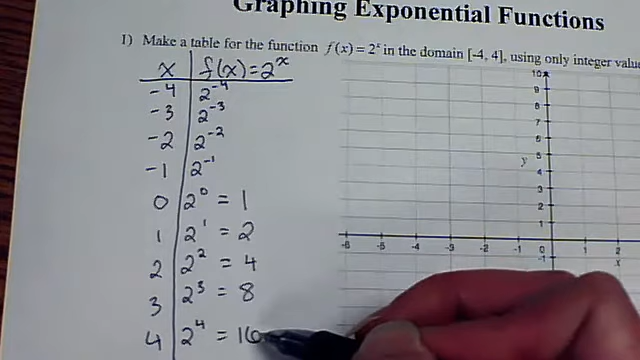 Graphing Exponential Functions
1) Make a table for the function f(x) = 2ˣ in the domain [-4, 4], using only integer
x f(x)=2ˣ
-4 2⁻⁴
-3 2⁻³
-2 2⁻²
-1 2⁻¹
0 2⁰ = 1
1 2¹ = 2
2 2² = 4
3 2³ = 8
4 2⁴ = 16
10
9
8
7
6
y 5
4
3
2
1
-6 -5 -4 -3 -2 -1 0 1 2
-1
x